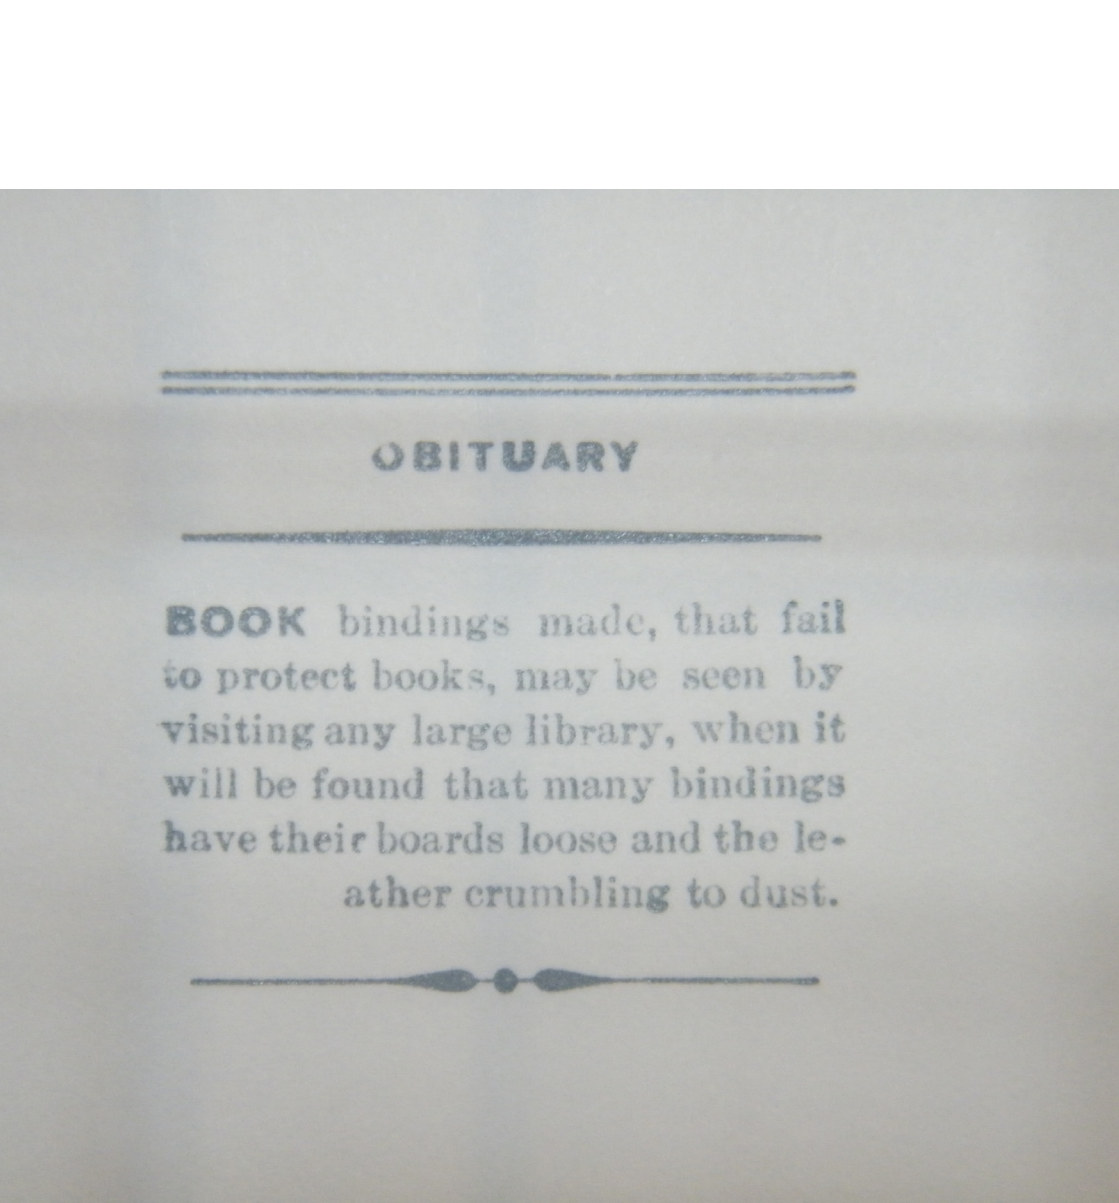 OBITUARY
BOOK bindings made, that fail
to protect books, may be seen by
visiting any large library, when it
will be found that many bindings
have their boards loose and the le-
ather crumbling to dust.